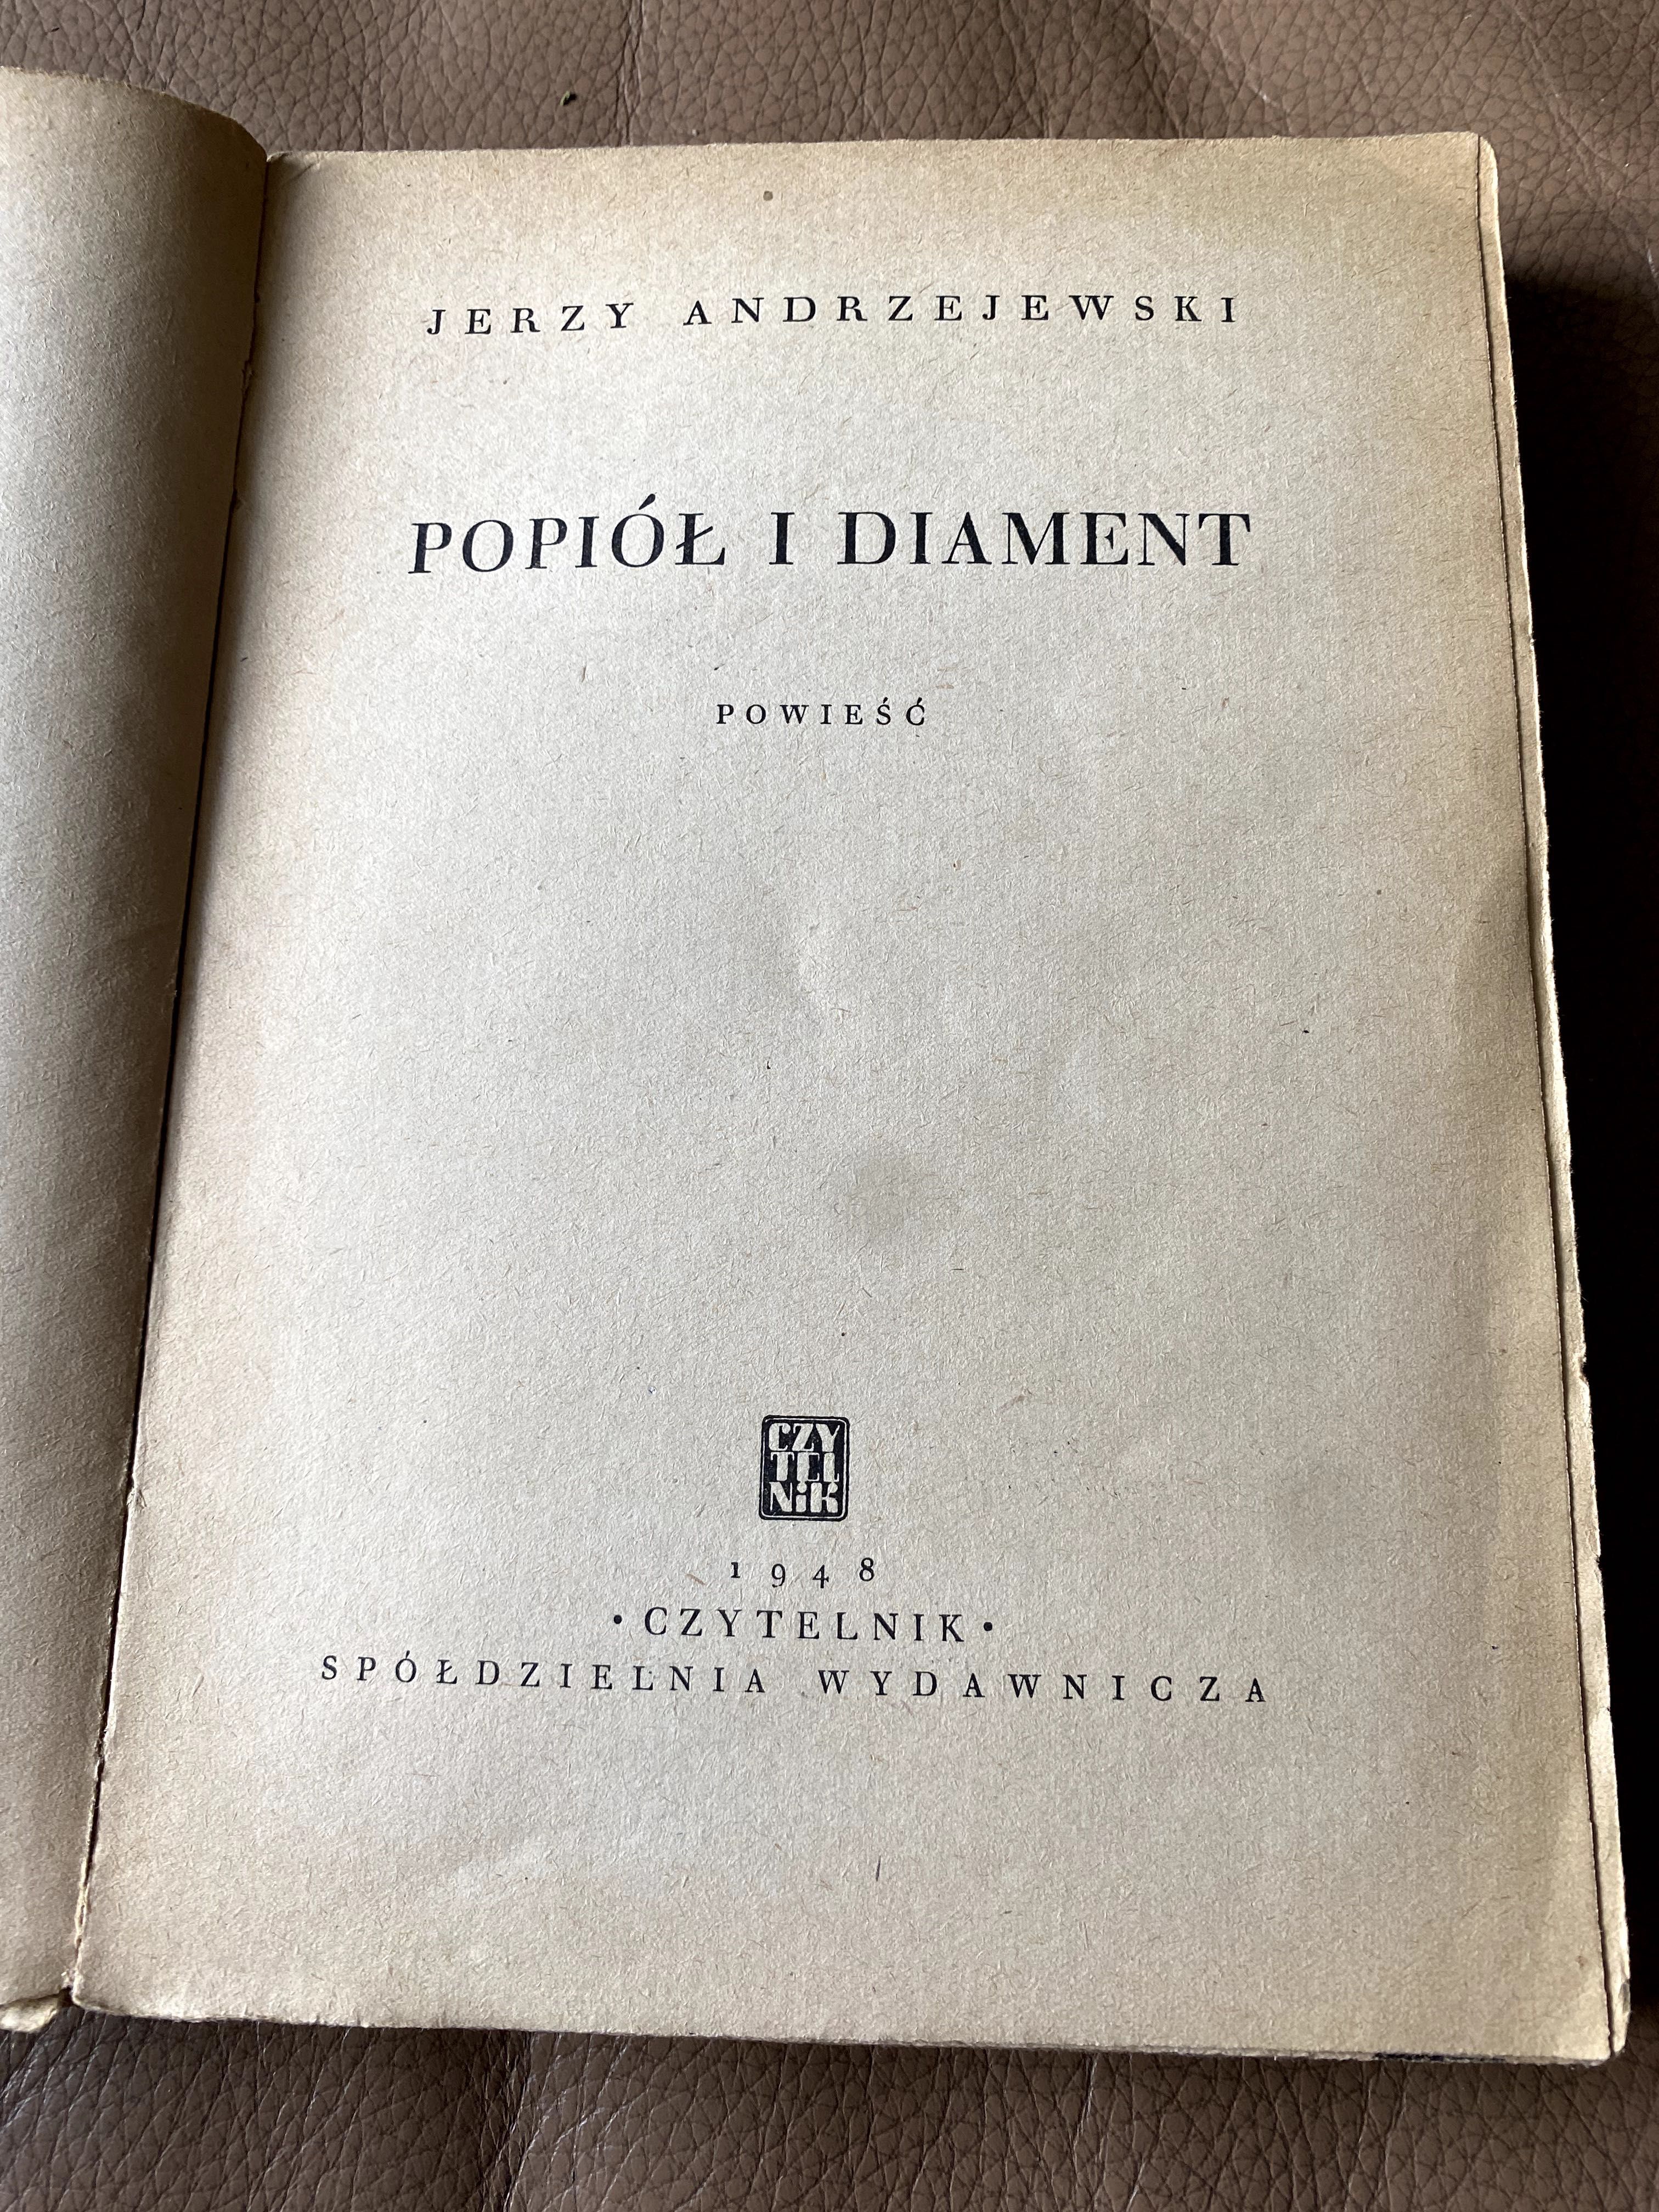 JERZY ANDRZEJEWSKI
POPIÓŁ I DIAMENT
POWIEŚĆ
CZY
TEL
NiK
1948
• CZYTELNIK •
SPÓŁDZIELNIA WYDAWNICZA